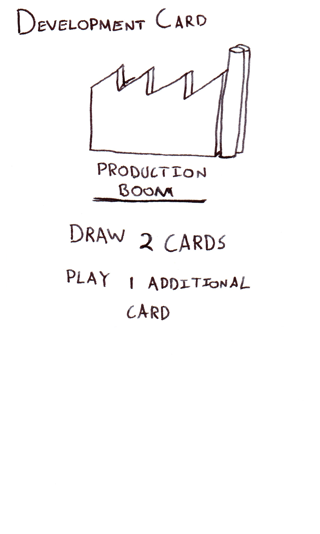 DEVELOPMENT CARD
PRODUCTION
BOOM
DRAW 2 CARDS
PLAY 1 ADDITIONAL
CARD